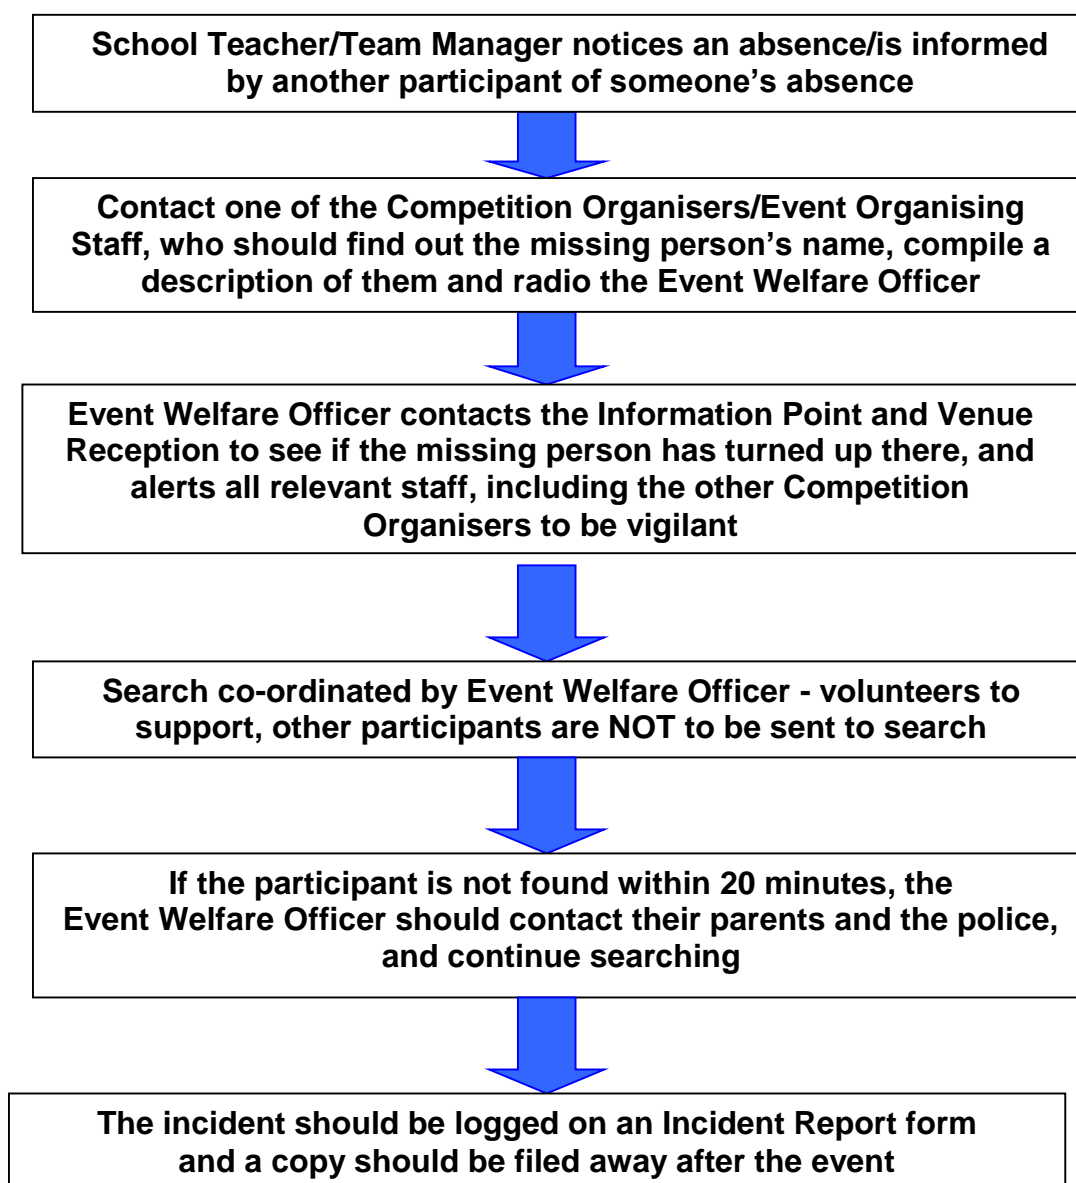 School Teacher/Team Manager notices an absence/is informed
by another participant of someone’s absence
Contact one of the Competition Organisers/Event Organising
Staff, who should find out the missing person’s name, compile a
description of them and radio the Event Welfare Officer
Event Welfare Officer contacts the Information Point and Venue
Reception to see if the missing person has turned up there, and
alerts all relevant staff, including the other Competition
Organisers to be vigilant
Search co-ordinated by Event Welfare Officer - volunteers to
support, other participants are NOT to be sent to search
If the participant is not found within 20 minutes, the
Event Welfare Officer should contact their parents and the police,
and continue searching
The incident should be logged on an Incident Report form
and a copy should be filed away after the event